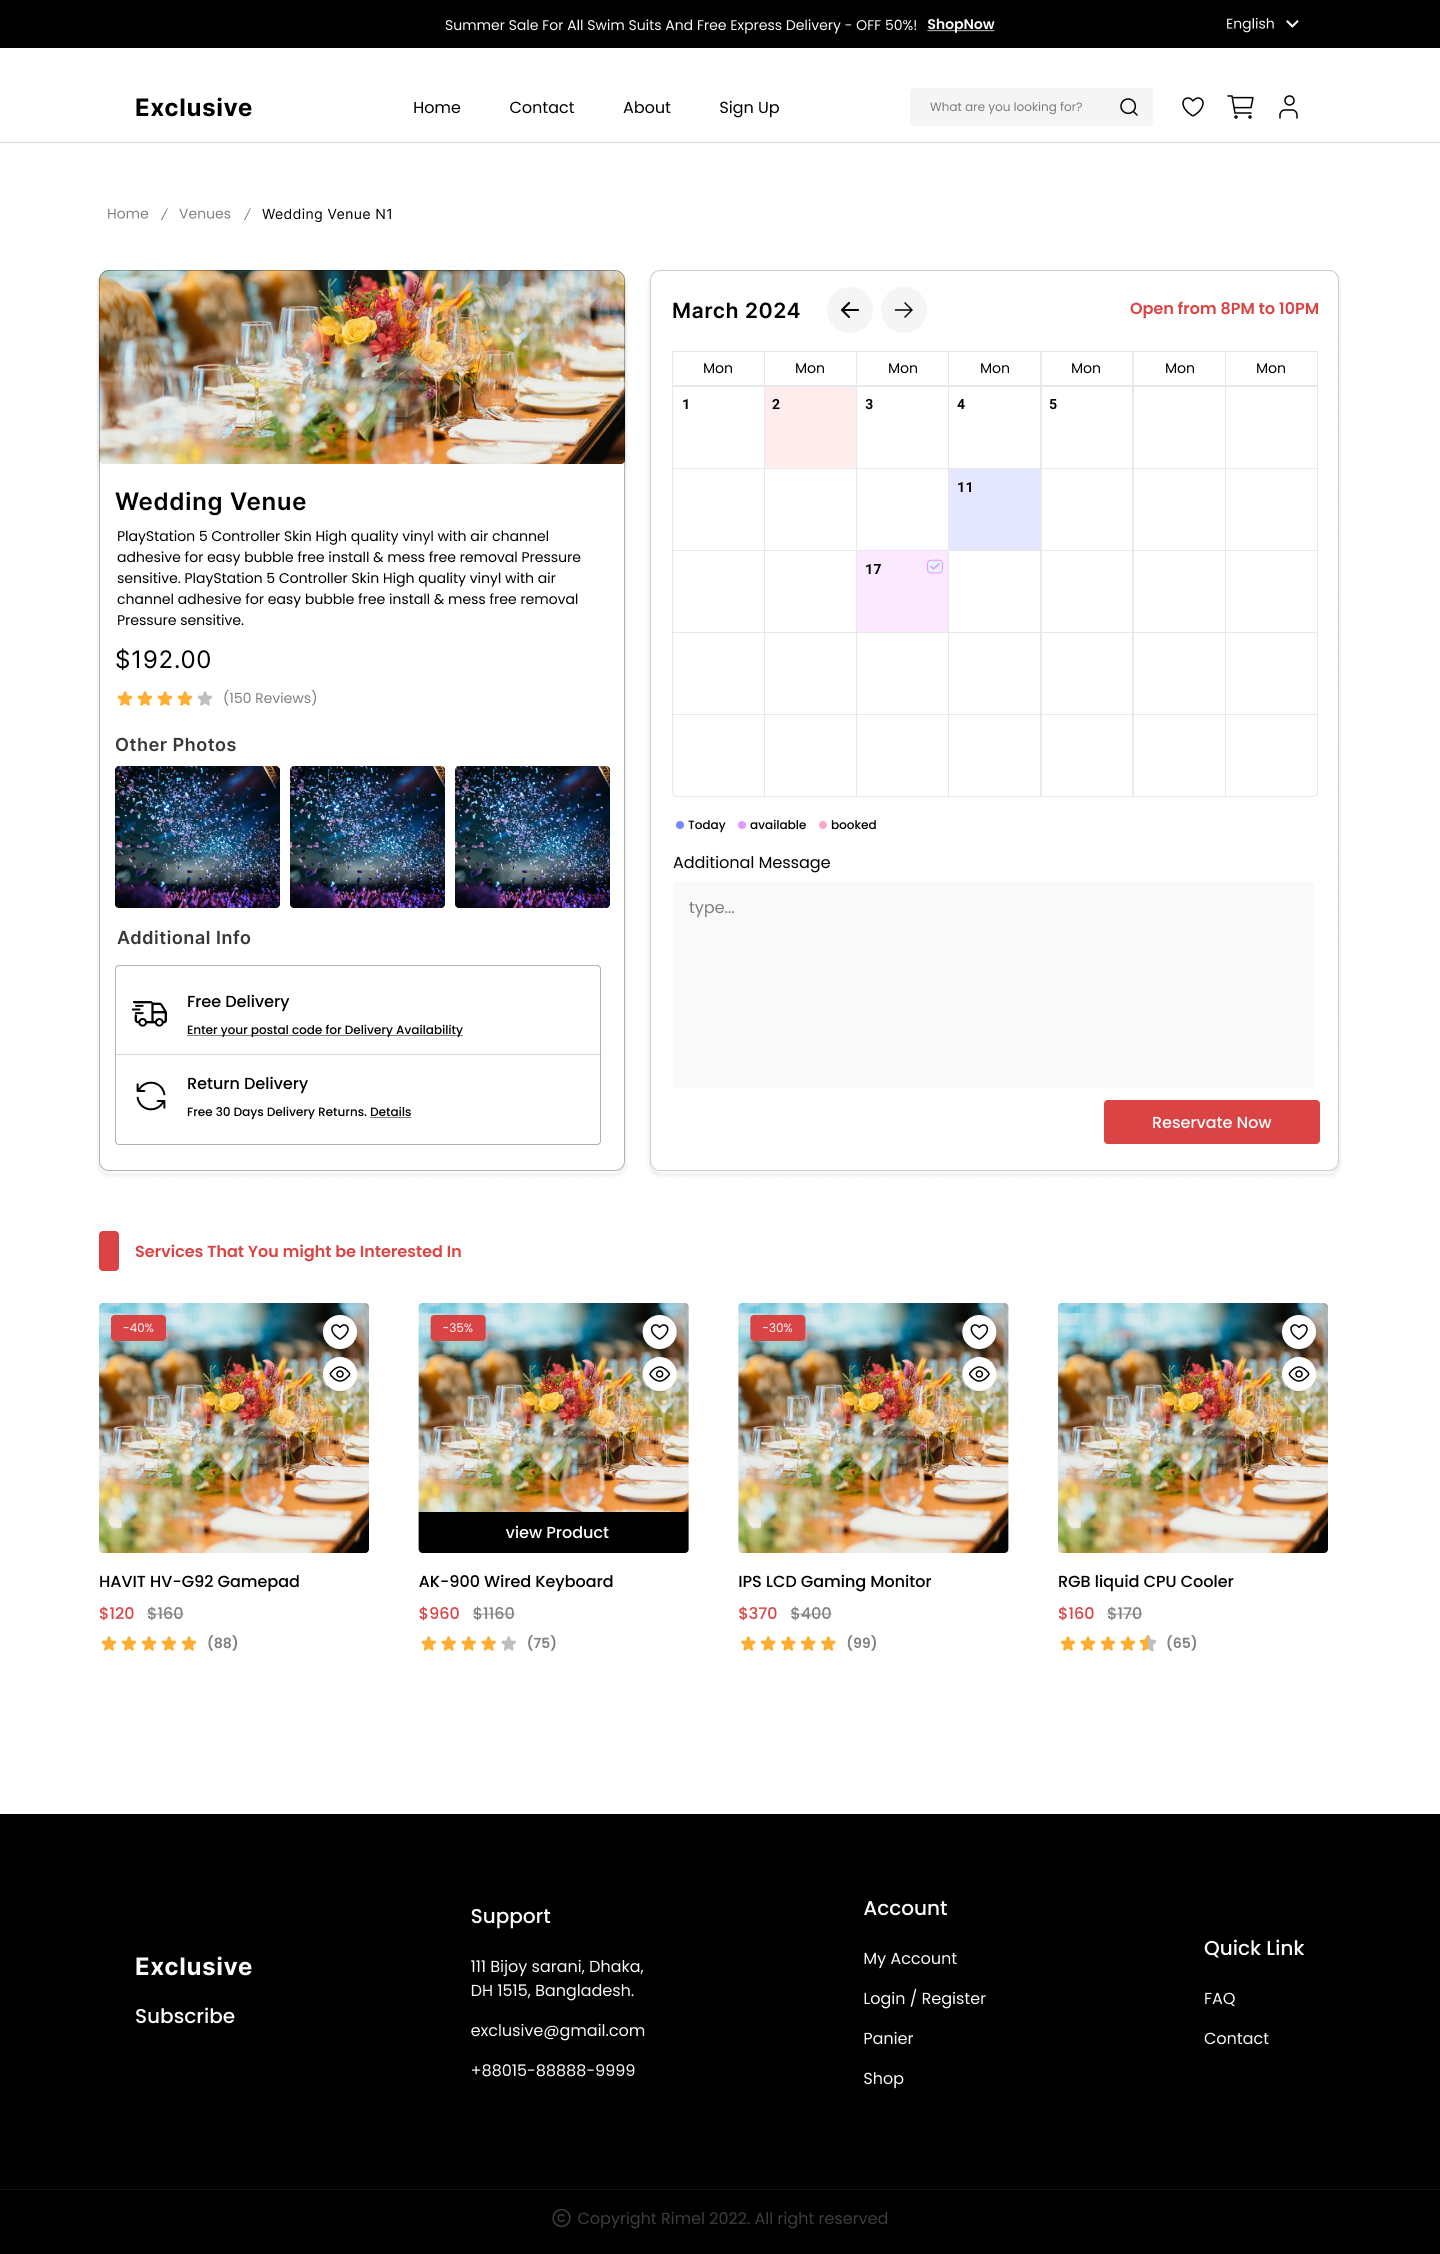 Summer Sale For All Swim Suits And Free Express Delivery - OFF 50%! ShopNow
English
Exclusive
Home
Contact
About
Sign Up
What are you looking for?
Home / Venues / Wedding Venue N1
Wedding Venue
PlayStation 5 Controller Skin High quality vinyl with air channel
adhesive for easy bubble free install & mess free removal Pressure
sensitive. PlayStation 5 Controller Skin High quality vinyl with air
channel adhesive for easy bubble free install & mess free removal
Pressure sensitive.
$192.00
(150 Reviews)
Other Photos
Additional Info
Free Delivery
Enter your postal code for Delivery Availability
Return Delivery
Free 30 Days Delivery Returns. Details
March 2024
Open from 8PM to 10PM
Mon Mon Mon Mon Mon Mon Mon
1 2 3 4 5
11
17
Today available booked
Additional Message
type...
Reservate Now
Services That You might be Interested In
-40%
-35%
-30%
view Product
HAVIT HV-G92 Gamepad
$120 $160
(88)
AK-900 Wired Keyboard
$960 $1160
(75)
IPS LCD Gaming Monitor
$370 $400
(99)
RGB liquid CPU Cooler
$160 $170
(65)
Exclusive
Subscribe
Support
111 Bijoy sarani, Dhaka,
DH 1515, Bangladesh.
exclusive@gmail.com
+88015-88888-9999
Account
My Account
Login / Register
Panier
Shop
Quick Link
FAQ
Contact
© Copyright Rimel 2022. All right reserved